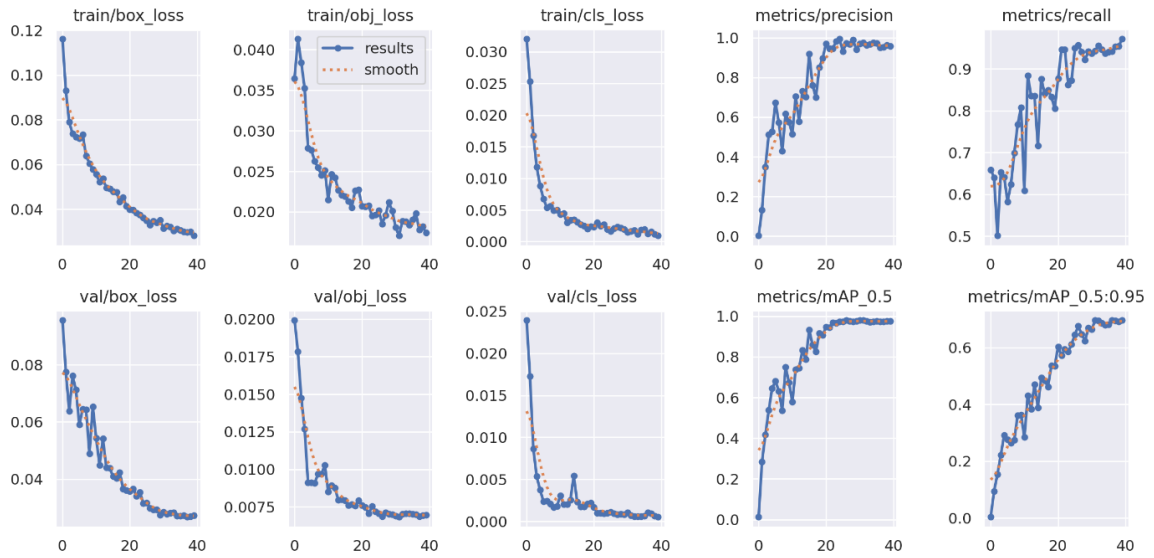 train/box_loss
0.12
0.10
0.08
0.06
0.04
0 20 40
train/obj_loss
results
smooth
0.040
0.035
0.030
0.025
0.020
0 20 40
train/cls_loss
0.030
0.025
0.020
0.015
0.010
0.005
0.000
0 20 40
metrics/precision
1.0
0.8
0.6
0.4
0.2
0.0
0 20 40
metrics/recall
0.9
0.8
0.7
0.6
0.5
0 20 40
val/box_loss
0.08
0.06
0.04
0 20 40
val/obj_loss
0.0200
0.0175
0.0150
0.0125
0.0100
0.0075
0 20 40
val/cls_loss
0.025
0.020
0.015
0.010
0.005
0.000
0 20 40
metrics/mAP_0.5
1.0
0.8
0.6
0.4
0.2
0.0
0 20 40
metrics/mAP_0.5:0.95
0.6
0.4
0.2
0.0
0 20 40